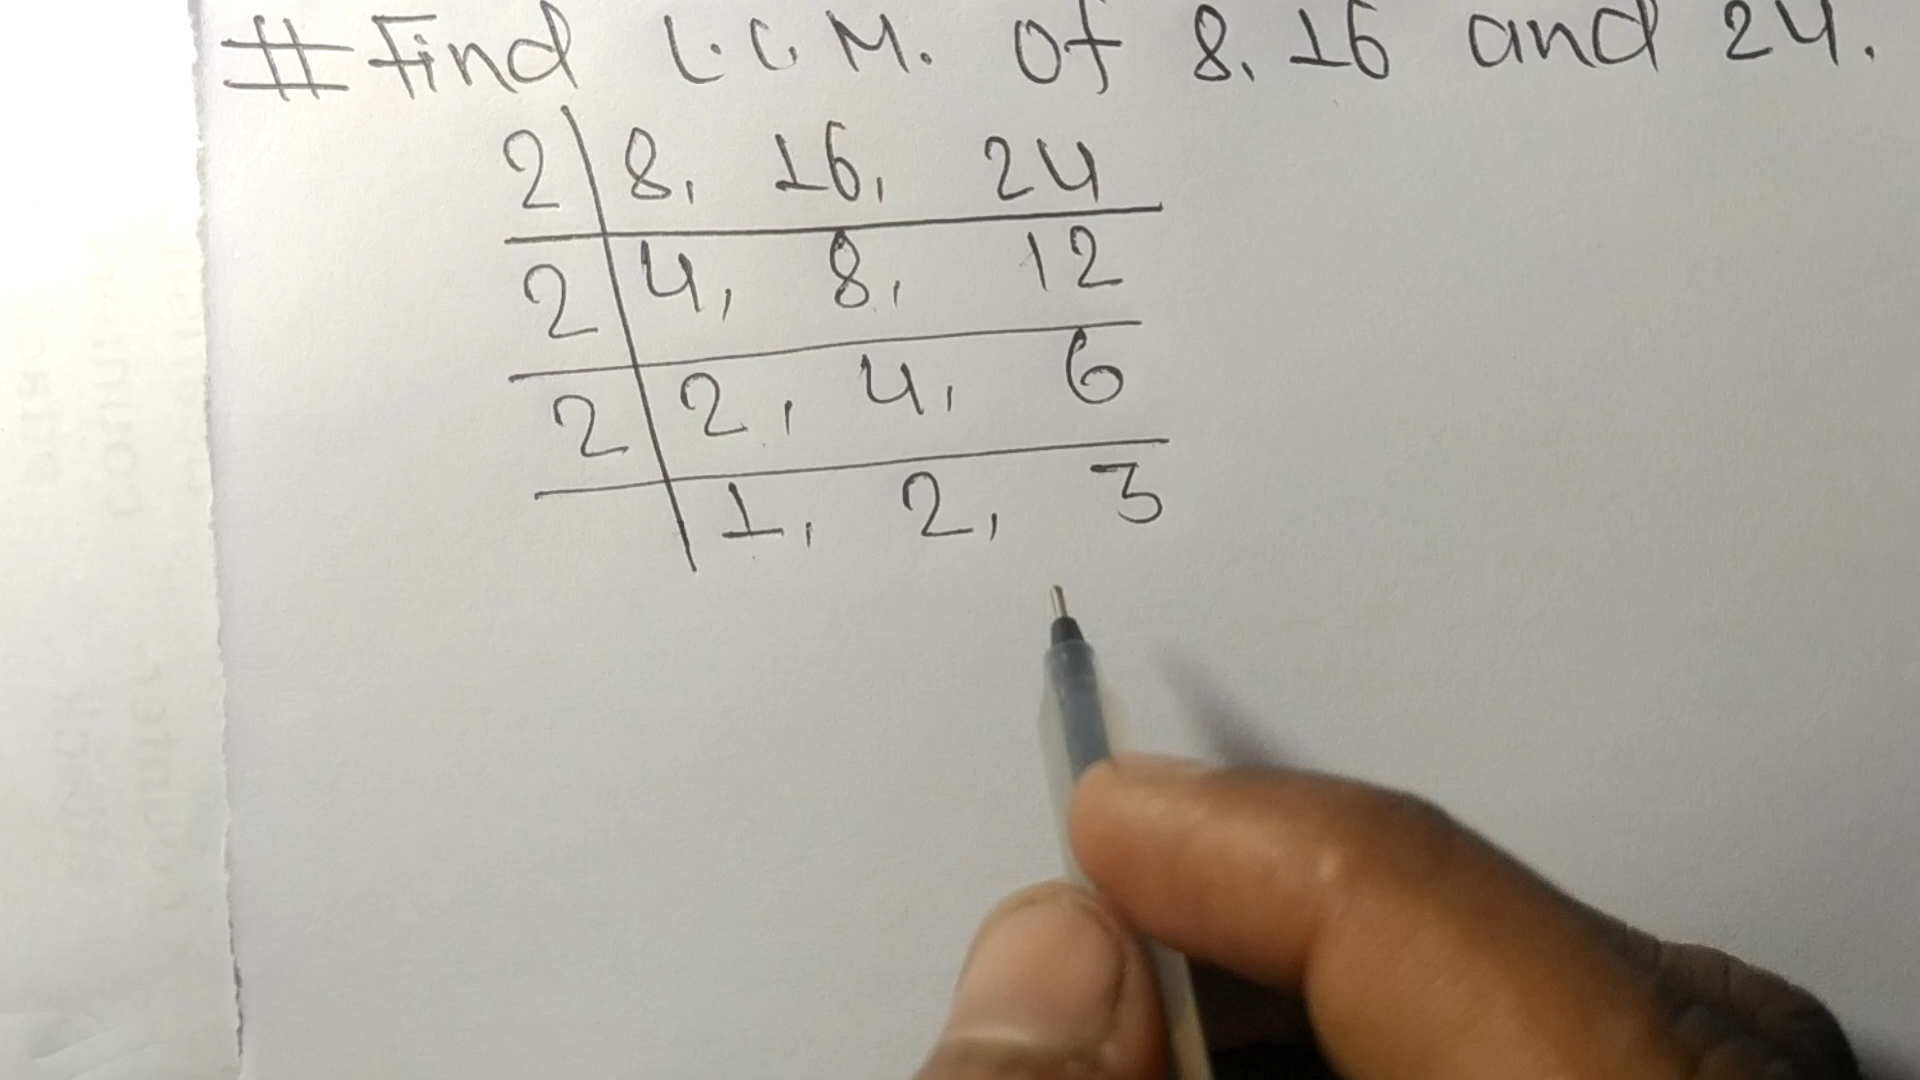 # Find L.C.M. of 8, 16 and 24.
2 8, 16, 24
2 4, 8, 12
2 2, 4, 6
1, 2, 3